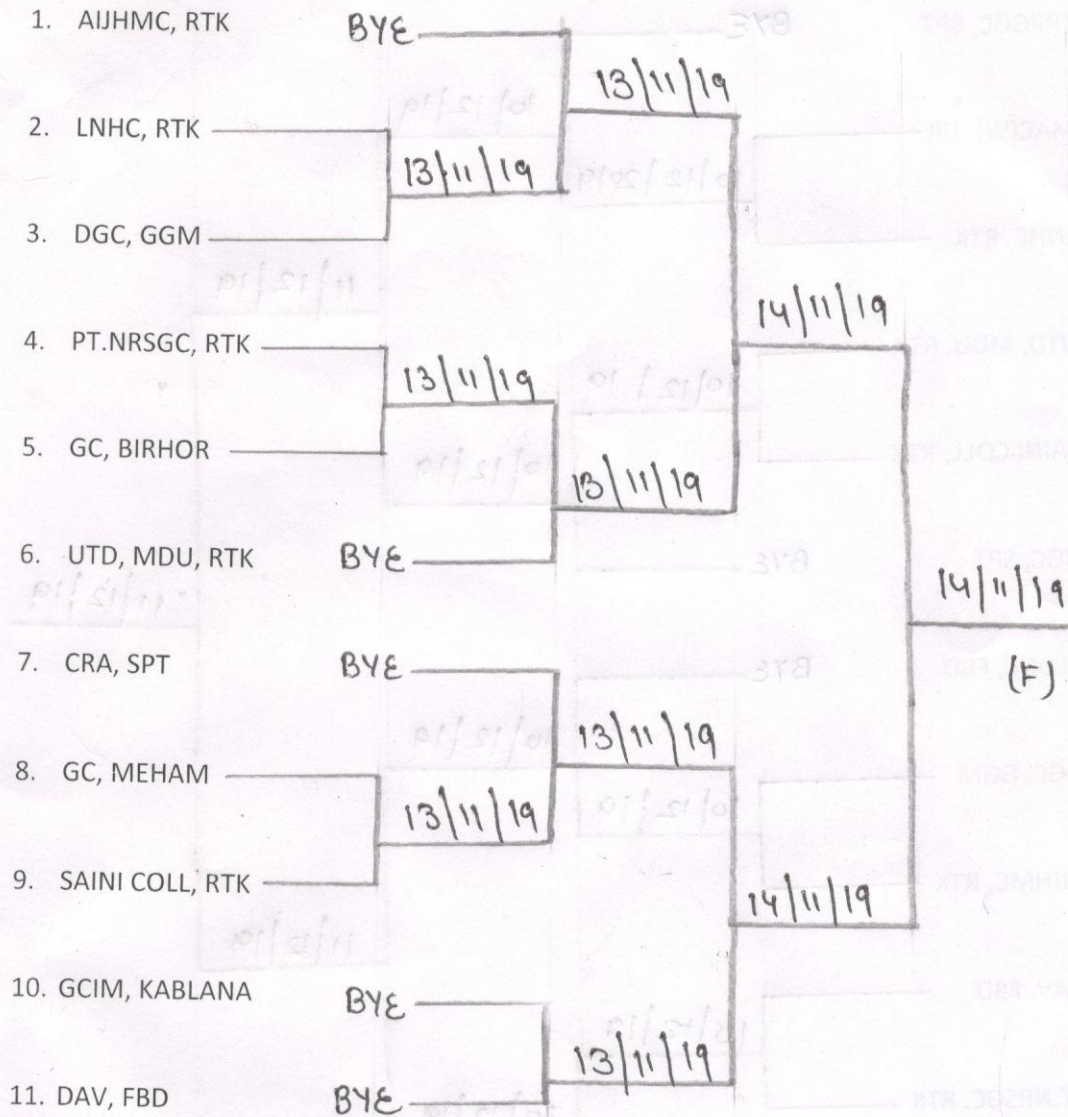 1. AIJHMC, RTK BYE
13/11/19
2. LNHC, RTK
13/11/19
3. DGC, GGM
14/11/19
4. PT.NRSGC, RTK
13/11/19
5. GC, BIRHOR
13/11/19
6. UTD, MDU, RTK BYE
14/11/19
7. CRA, SPT BYE
(F)
13/11/19
8. GC, MEHAM
13/11/19
9. SAINI COLL, RTK
14/11/19
10. GCIM, KABLANA BYE
13/11/19
11. DAV, FBD BYE